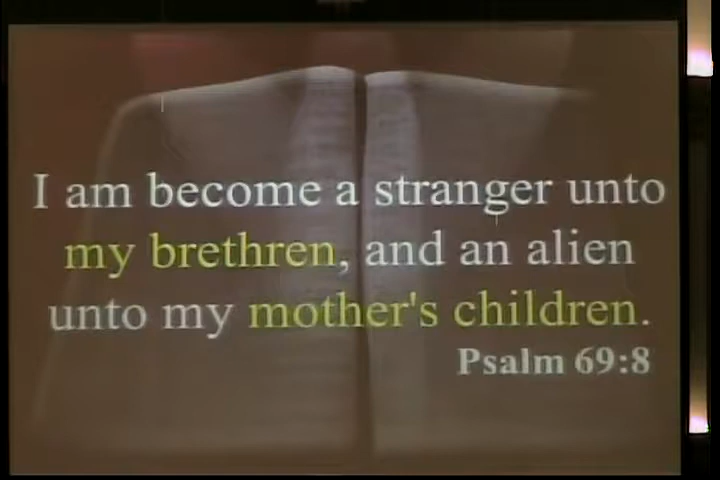 I am become a stranger unto
my brethren, and an alien
unto my mother's children.
Psalm 69:8